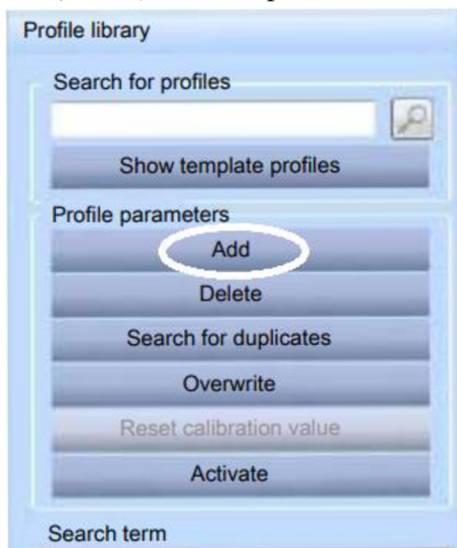 Profile library
Search for profiles
Show template profiles
Profile parameters
Add
Delete
Search for duplicates
Overwrite
Reset calibration value
Activate
Search term